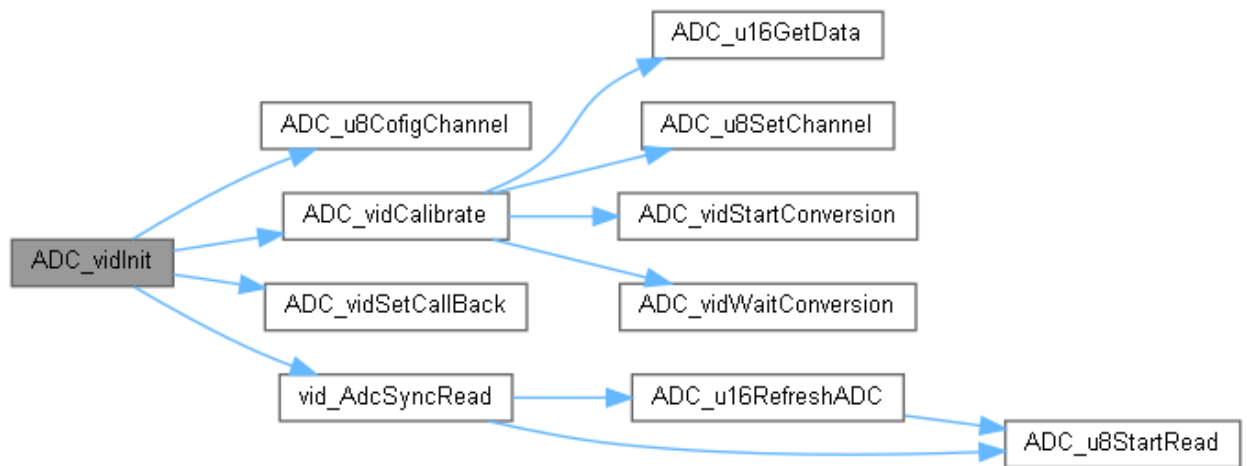 ADC_u16GetData
ADC_u8CofigChannel
ADC_u8SetChannel
ADC_vidCalibrate
ADC_vidStartConversion
ADC_vidInit
ADC_vidSetCallBack
ADC_vidWaitConversion
vid_AdcSyncRead
ADC_u16RefreshADC
ADC_u8StartRead